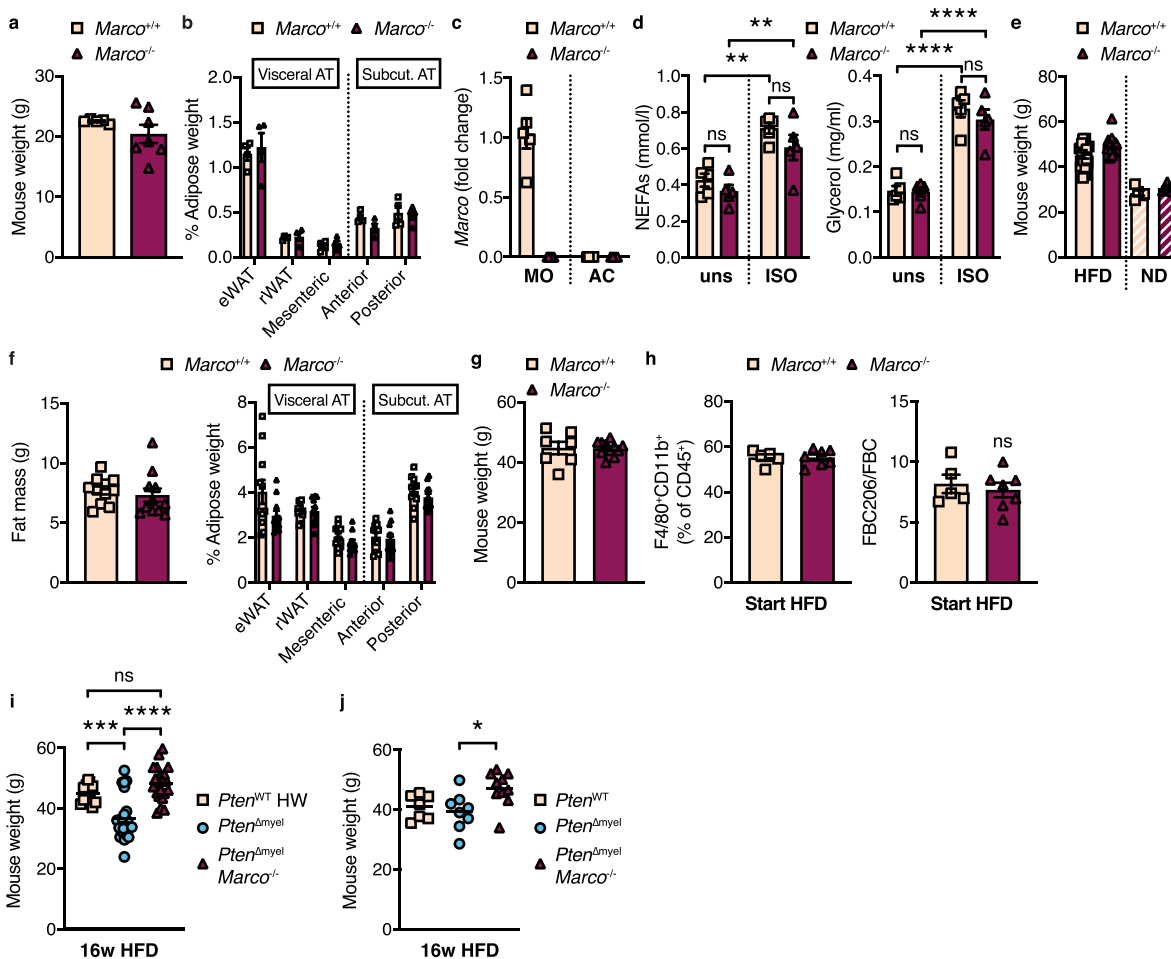 a
Marco+/+
Marco-/-
Mouse weight (g)
30
20
10
0
b
Marco+/+ Marco-/-
Visceral AT
Subcut. AT
% Adipose weight
2.0
1.5
1.0
0.5
0.0
eWAT
rWAT
Mesenteric
Anterior
Posterior
c
Marco+/+
Marco-/-
Marco (fold change)
1.5
1.0
0.5
0.0
MO
AC
d
Marco+/+
Marco-/-
**
**
ns
ns
NEFAs (mmol/l)
1.0
0.8
0.6
0.4
0.2
0.0
uns
ISO
****
****
ns
ns
Glycerol (mg/ml)
0.4
0.3
0.2
0.1
0.0
uns
ISO
e
Marco+/+
Marco-/-
Mouse weight (g)
80
60
40
20
0
HFD
ND
f
Marco+/+ Marco-/-
Fat mass (g)
15
10
5
0
Visceral AT
Subcut. AT
% Adipose weight
8
6
4
2
0
eWAT
rWAT
Mesenteric
Anterior
Posterior
g
Marco+/+
Marco-/-
Mouse weight (g)
60
40
20
0
h
Marco+/+ Marco-/-
F4/80+CD11b+
(% of CD45+)
80
60
40
20
0
Start HFD
FBC206/FBC
15
10
5
0
ns
Start HFD
i
ns
***
****
Mouse weight (g)
60
40
20
0
16w HFD
PtenWT HW
PtenΔmyel
PtenΔmyel
Marco-/-
j
*
Mouse weight (g)
60
40
20
0
16w HFD
PtenWT
PtenΔmyel
PtenΔmyel
Marco-/-